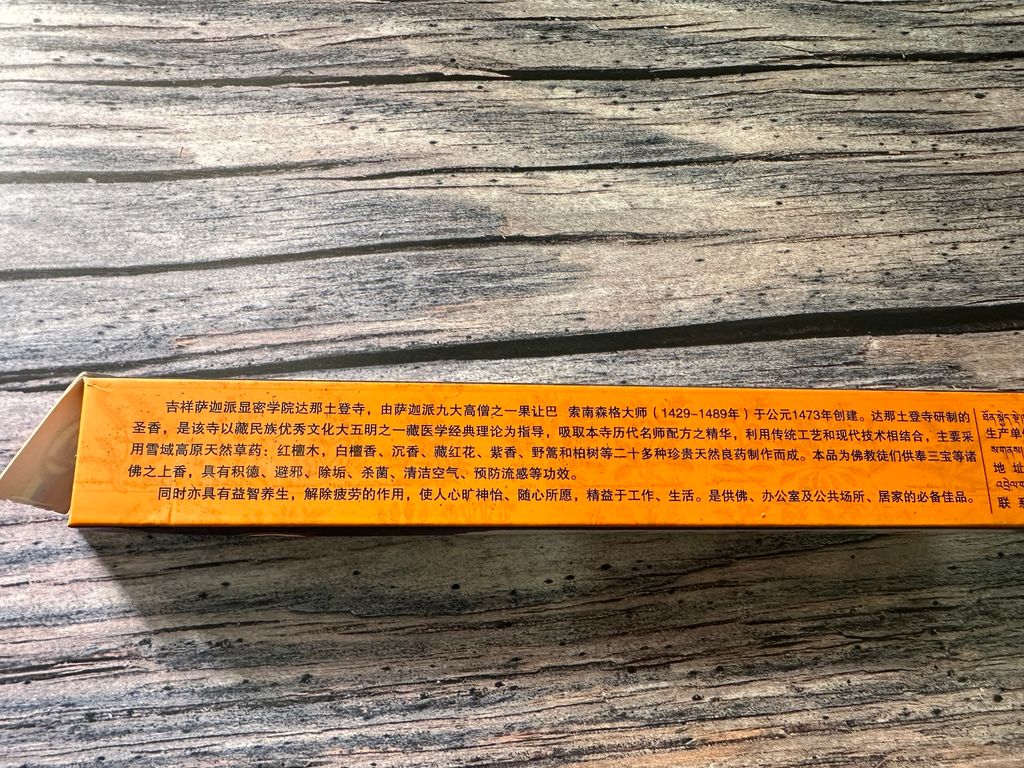 吉祥萨迦派显密学院达那土登寺，由萨迦派九大高僧之一果让巴 索南森格大师（1429-1489年）于公元1473年创建。达那土登寺研制的
圣香，是该寺以藏民族优秀文化大五明之一藏医学经典理论为指导，吸取本寺历代名师配方之精华，利用传统工艺和现代技术相结合，主要采
用雪域高原天然草药：红檀木，白檀香、沉香、藏红花、紫香、野蒿和柏树等二十多种珍贵天然良药制作而成。本品为佛教徒们供奉三宝等诸
佛之上香，具有积德、避邪、除垢、杀菌、清洁空气、预防流感等功效。
同时亦具有益智养生，解除疲劳的作用，使人心旷神怡、随心所愿，精益于工作、生活。是供佛、办公室及公共场所、居家的必备佳品。
生产单
地 址
联 系